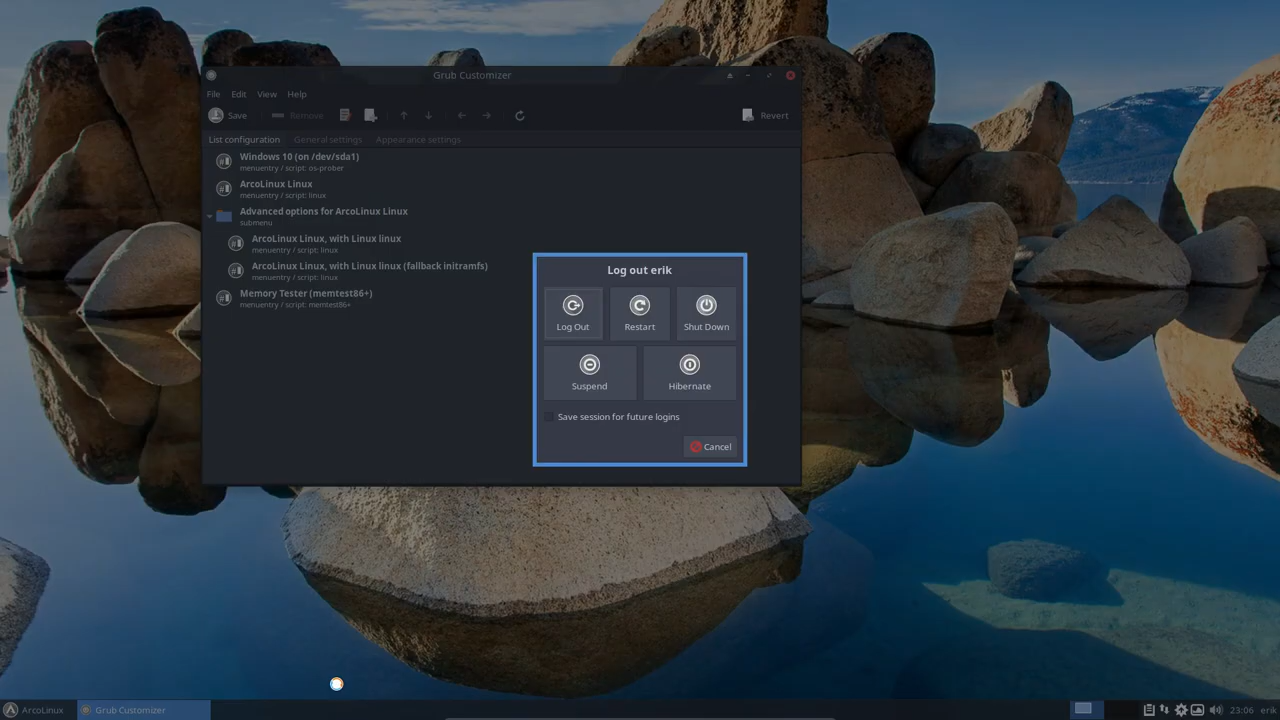 Grub Customizer
File Edit View Help
Save Remove Revert
List configuration General settings Appearance settings
Windows 10 (on /dev/sda1)
menuentry / script: os-prober
ArcoLinux Linux
menuentry / script: linux
Advanced options for ArcoLinux Linux
submenu
ArcoLinux Linux, with Linux linux
menuentry / script: linux
ArcoLinux Linux, with Linux linux (fallback initramfs)
menuentry / script: linux
Memory Tester (memtest86+)
menuentry / script: memtest86+
Log out erik
Log Out Restart Shut Down
Suspend Hibernate
Save session for future logins
Cancel
ArcoLinux Grub Customizer 23:06 erik